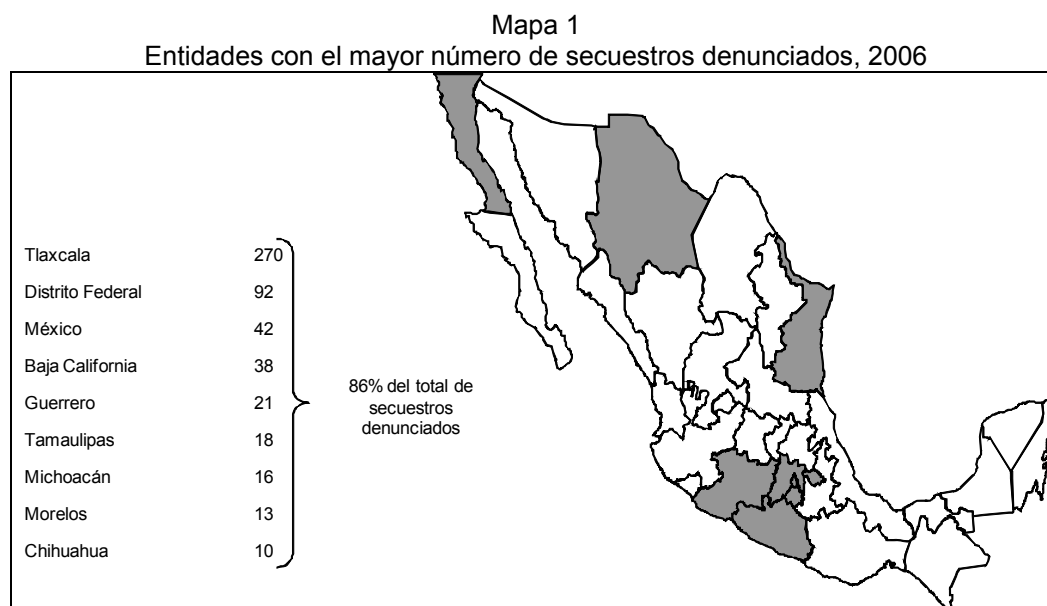 Mapa 1
Entidades con el mayor número de secuestros denunciados, 2006
Tlaxcala 270
Distrito Federal 92
México 42
Baja California 38
Guerrero 21
Tamaulipas 18
Michoacán 16
Morelos 13
Chihuahua 10
86% del total de
secuestros
denunciados